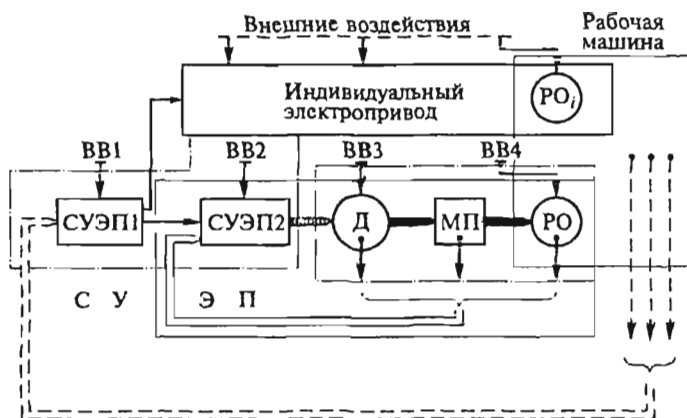 Внешние воздействия
Рабочая
машина
Индивидуальный
электропривод
РОi
ВВ1
ВВ2
ВВ3
ВВ4
СУЭП1
СУЭП2
Д
МП
РО
С У Э П